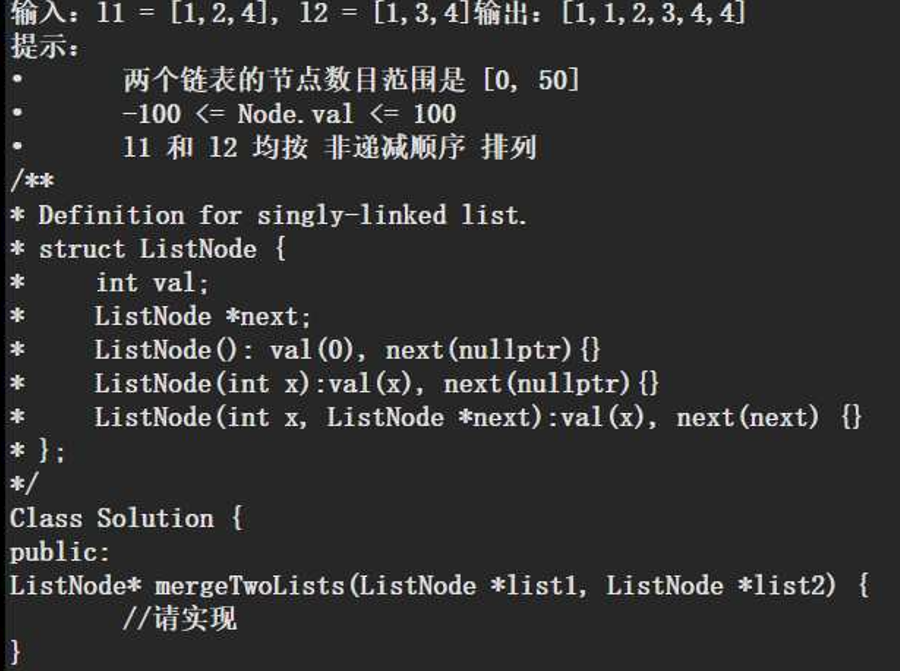 输入：l1 = [1,2,4], l2 = [1,3,4]输出：[1,1,2,3,4,4]
提示：
• 两个链表的节点数目范围是 [0, 50]
• -100 <= Node.val <= 100
• l1 和 l2 均按 非递减顺序 排列
/**
* Definition for singly-linked list.
* struct ListNode {
* int val;
* ListNode *next;
* ListNode(): val(0), next(nullptr){}
* ListNode(int x):val(x), next(nullptr){}
* ListNode(int x, ListNode *next):val(x), next(next) {}
* };
*/
Class Solution {
public:
ListNode* mergeTwoLists(ListNode *list1, ListNode *list2) {
//请实现
}